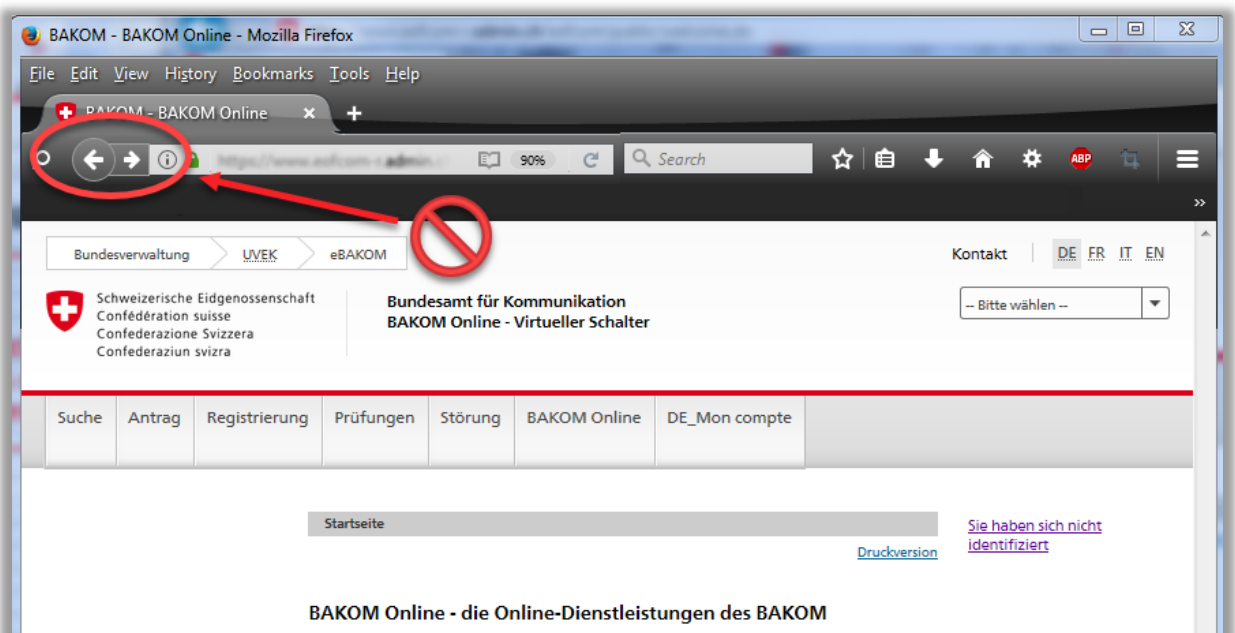 BAKOM - BAKOM Online - Mozilla Firefox
File Edit View History Bookmarks Tools Help
BAKOM - BAKOM Online
90% Search
ABP
Bundesverwaltung UVEK eBAKOM Kontakt DE FR IT EN
Schweizerische Eidgenossenschaft
Confédération suisse
Confederazione Svizzera
Confederaziun svizra
Bundesamt für Kommunikation
BAKOM Online - Virtueller Schalter
-- Bitte wählen --
Suche Antrag Registrierung Prüfungen Störung BAKOM Online DE_Mon compte
Startseite
Druckversion
Sie haben sich nicht
identifiziert
BAKOM Online - die Online-Dienstleistungen des BAKOM